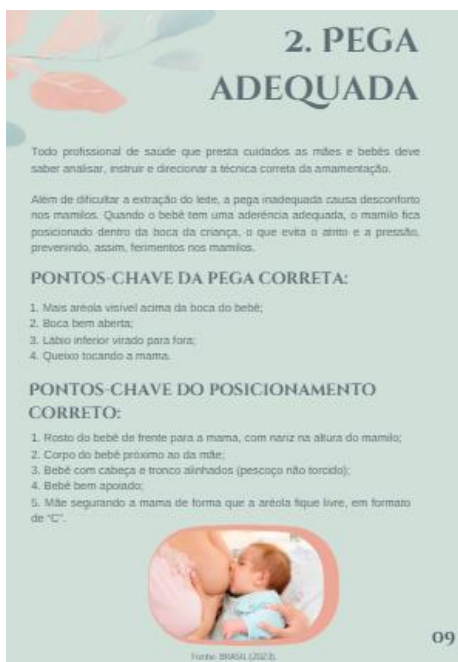 2. PEGA
ADEQUADA
Todo profissional de saúde que presta cuidados as mães e bebês deve
saber analisar, instruir e direcionar a técnica correta da amamentação.
Além de dificultar a extração do leite, a pega inadequada causa desconforto
nos mamilos. Quando o bebê tem uma aderência adequada, o mamilo fica
posicionado dentro da boca da criança, o que evita o atrito e a pressão,
prevenindo, assim, ferimentos nos mamilos.
PONTOS-CHAVE DA PEGA CORRETA:
1. Mais aréola visível acima da boca do bebê;
2. Boca bem aberta;
3. Lábio inferior virado para fora;
4. Queixo tocando a mama.
PONTOS-CHAVE DO POSICIONAMENTO
CORRETO:
1. Rosto do bebê de frente para a mama, com nariz na altura do mamilo;
2. Corpo do bebê próximo ao da mãe;
3. Bebê com cabeça e tronco alinhados (pescoço não torcido);
4. Bebê bem apoiado;
5. Mãe segurando a mama de forma que a aréola fique livre, em formato
de “C”.
09
Fonte: BRASIL (2023).